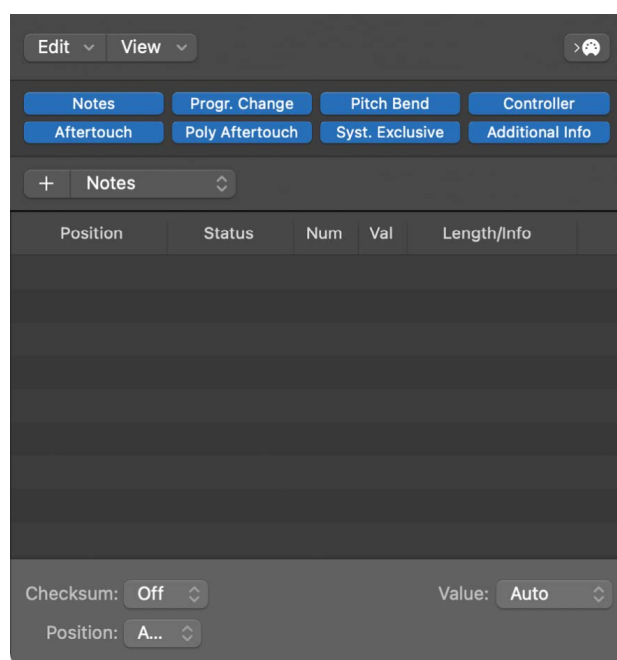 Edit View
Notes Progr. Change Pitch Bend Controller
Aftertouch Poly Aftertouch Syst. Exclusive Additional Info
+ Notes
Position Status Num Val Length/Info
Checksum: Off Value: Auto
Position: A...